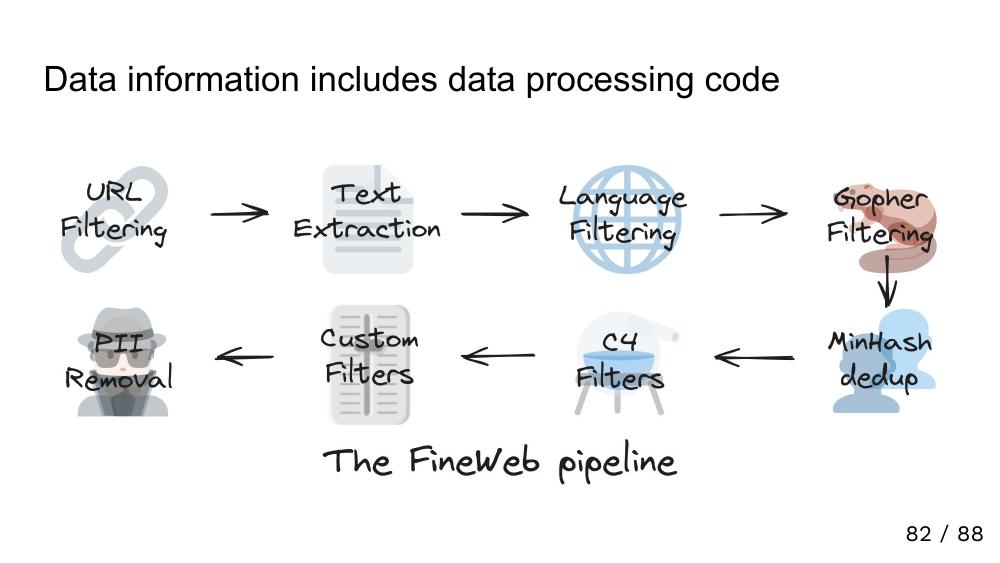 Data information includes data processing code
URL
Filtering
Text
Extraction
Language
Filtering
Gopher
Filtering
MinHash
dedup
C4
Filters
Custom
Filters
PII
Removal
The FineWeb pipeline
82 / 88